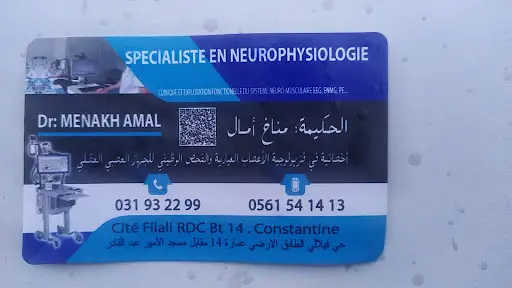 SPECIALISTE EN NEUROPHYSIOLOGIE
CLINIQUE ET EXPLORATION FONCTIONELLE DU SYSTEME NEURO-MUSCULAIRE EEG, ENMG, PE...
Dr: MENAKH AMAL
الحكيمة: مناخ أمال
أخصائية في فزيولوجية الأعصاب العيادية والفحص الوظيفي للجهاز العصبي العضلي
031 93 22 99
0561 54 14 13
Cité Filali RDC Bt 14 . Constantine
حي فيلالي الطابق الأرضي عمارة 14 مقابل مسجد الأمير عبد القادر